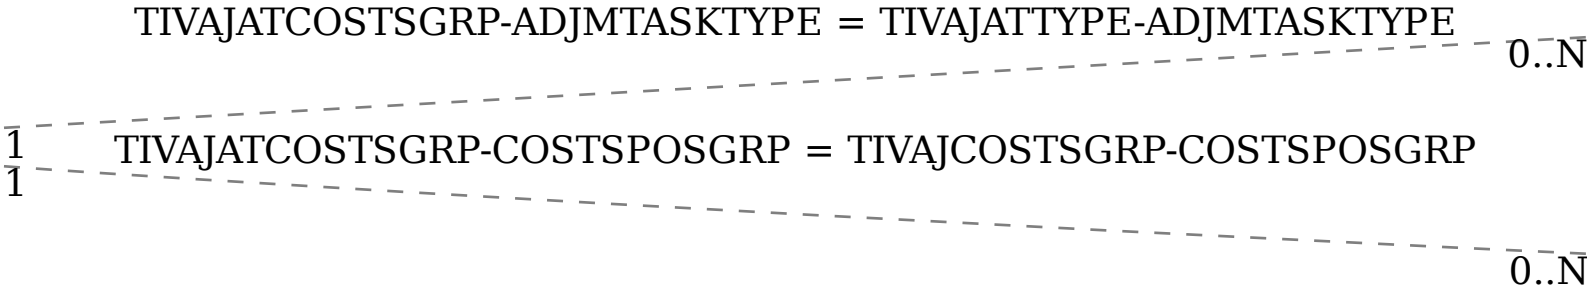 TIVAJATCOSTSGRP-ADJMTASKTYPE = TIVAJATTYPE-ADJMTASKTYPE
0..N
1
TIVAJATCOSTSGRP-COSTSPOSGRP = TIVAJCOSTSGRP-COSTSPOSGRP
1
0..N